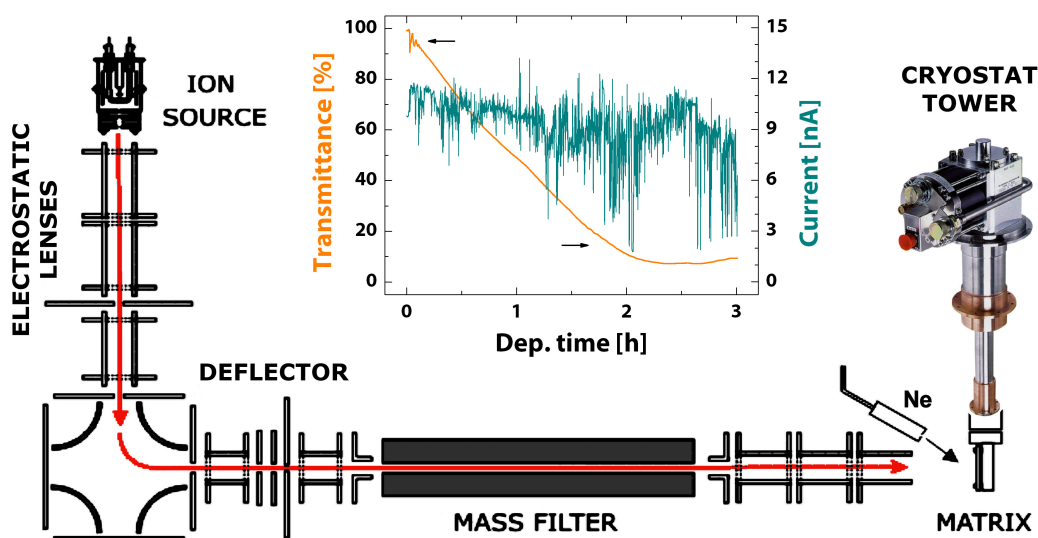 ION
SOURCE
ELECTROSTATIC
LENSES
DEFLECTOR
MASS FILTER
Transmittance [%]
100
80
60
40
20
0
15
12
9
6
3
0
Current [nA]
0 1 2 3
Dep. time [h]
CRYOSTAT
TOWER
Ne
MATRIX